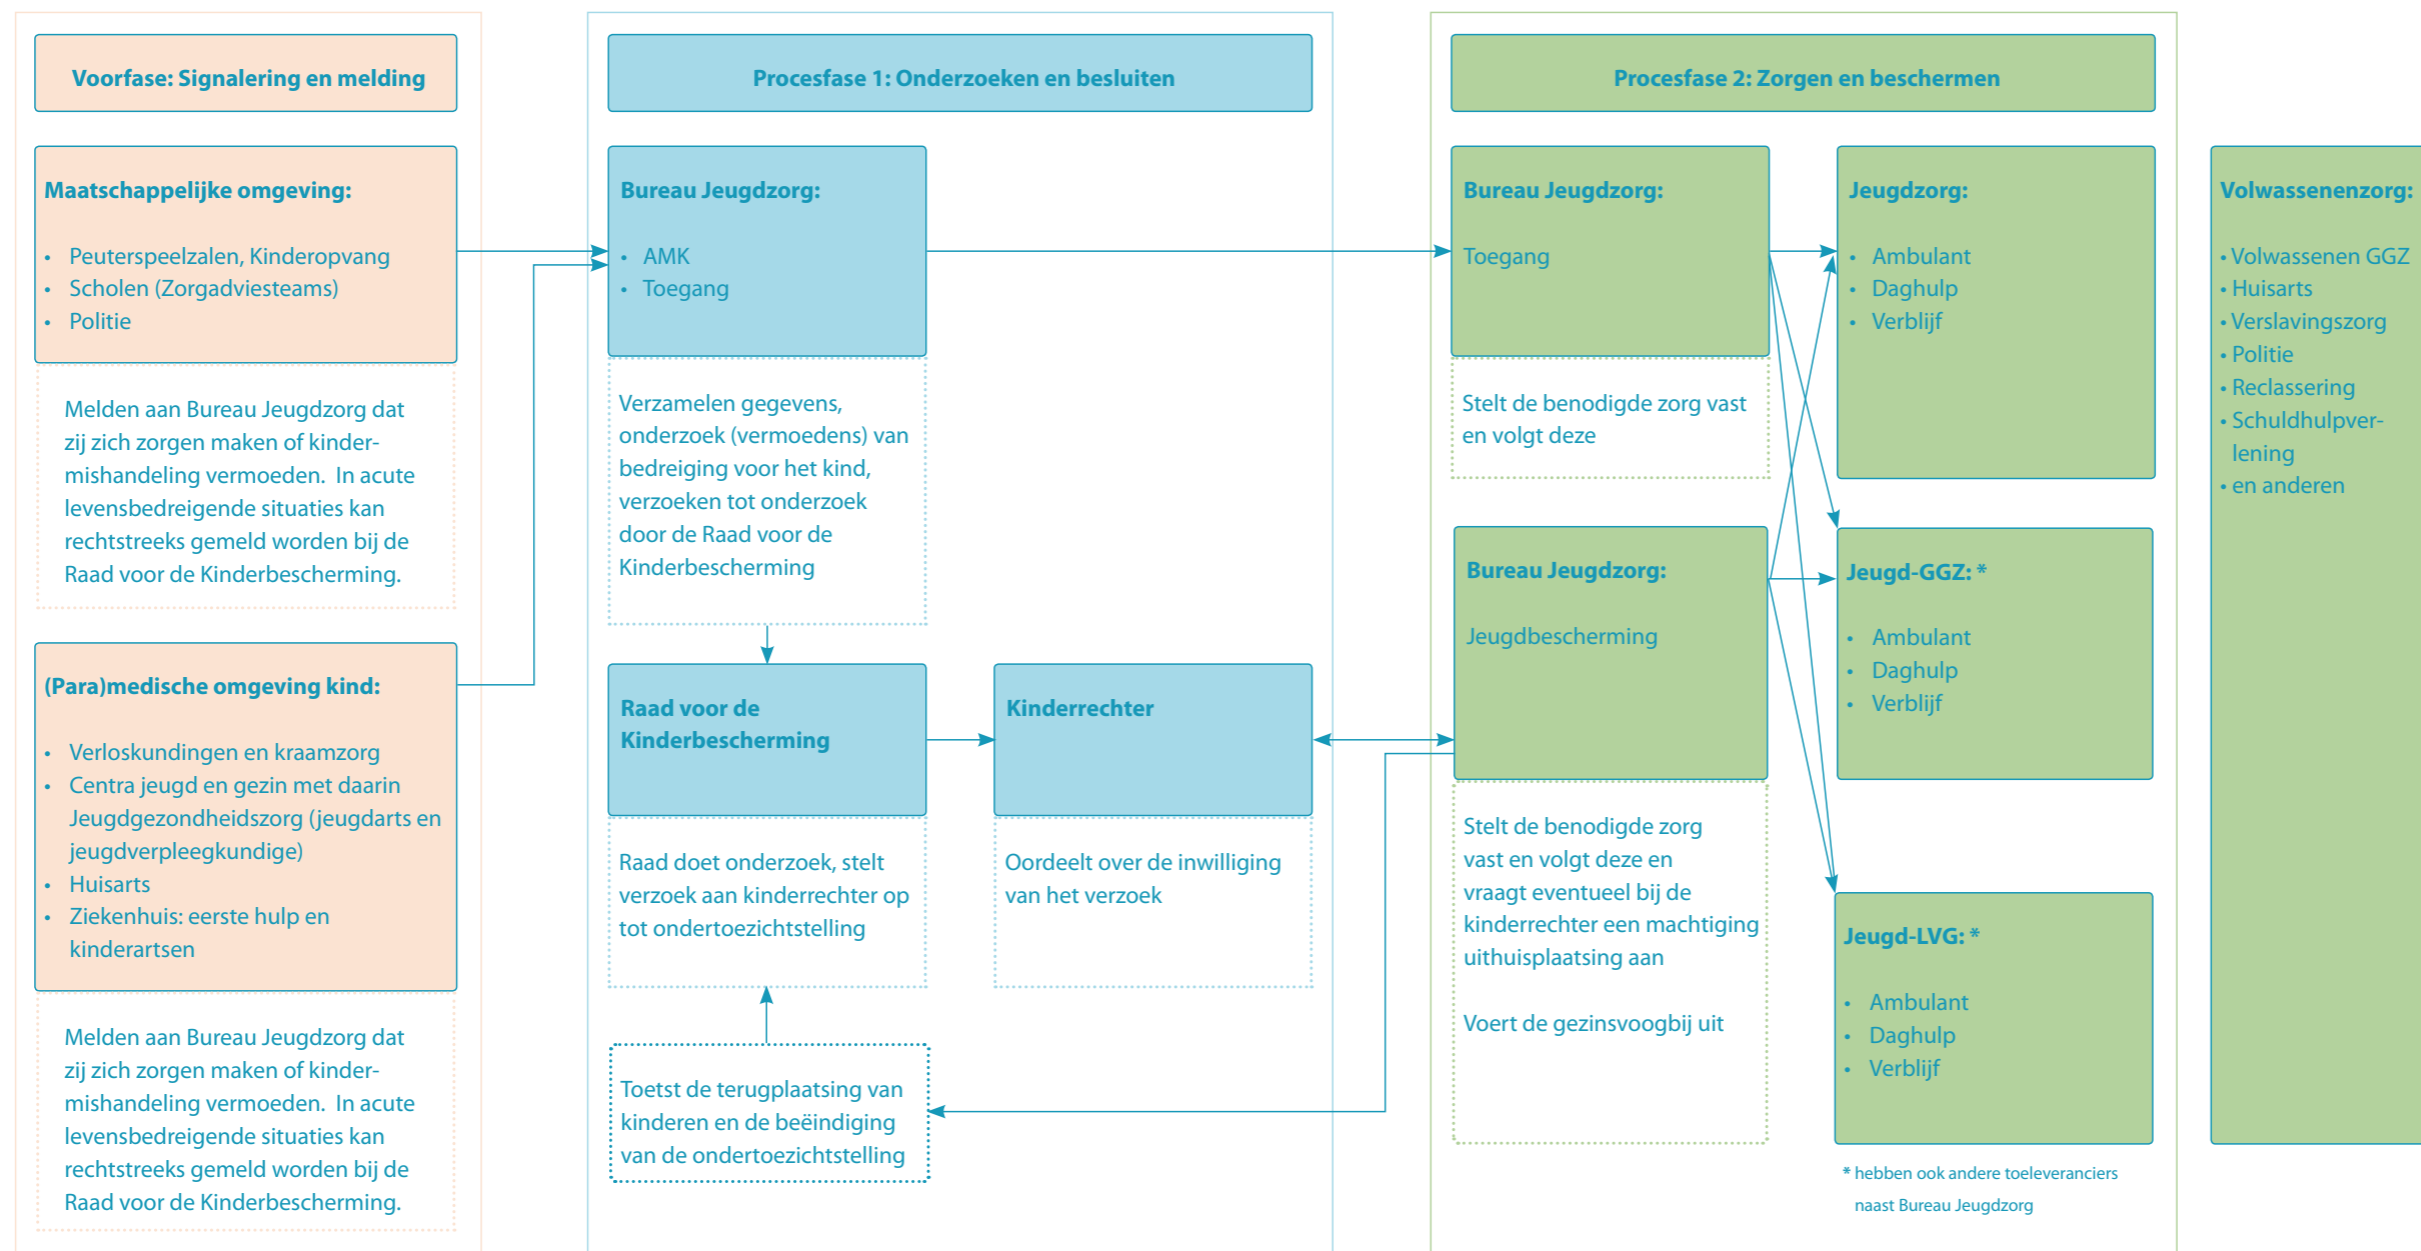 Voorfase: Signalering en melding
Maatschappelijke omgeving:
• Peuterspeelzalen, Kinderopvang
• Scholen (Zorgadviesteams)
• Politie
Melden aan Bureau Jeugdzorg dat
zij zich zorgen maken of kinder-
mishandeling vermoeden.  In acute
levensbedreigende situaties kan
rechtstreeks gemeld worden bij de
Raad voor de Kinderbescherming.
(Para)medische omgeving kind:
• Verloskundingen en kraamzorg
• Centra jeugd en gezin met daarin
Jeugdgezondheidszorg (jeugdarts en
jeugdverpleegkundige)
• Huisarts
• Ziekenhuis: eerste hulp en
kinderartsen
Melden aan Bureau Jeugdzorg dat
zij zich zorgen maken of kinder-
mishandeling vermoeden.  In acute
levensbedreigende situaties kan
rechtstreeks gemeld worden bij de
Raad voor de Kinderbescherming.
Procesfase 1: Onderzoeken en besluiten
Bureau Jeugdzorg:
• AMK
• Toegang
Verzamelen gegevens,
onderzoek (vermoedens) van
bedreiging voor het kind,
verzoeken tot onderzoek
door de Raad voor de
Kinderbescherming
Raad voor de
Kinderbescherming
Raad doet onderzoek, stelt
verzoek aan kinderrechter op
tot ondertoezichtstelling
Kinderrechter
Oordeelt over de inwilliging
van het verzoek
Toetst de terugplaatsing van
kinderen en de beëindiging
van de ondertoezichtstelling
Procesfase 2: Zorgen en beschermen
Bureau Jeugdzorg:
Toegang
Stelt de benodigde zorg vast
en volgt deze
Bureau Jeugdzorg:
Jeugdbescherming
Stelt de benodigde zorg
vast en volgt deze en
vraagt eventueel bij de
kinderrechter een machtiging
uithuisplaatsing aan
Voert de gezinsvoogbij uit
Jeugdzorg:
• Ambulant
• Daghulp
• Verblijf
Jeugd-GGZ: *
• Ambulant
• Daghulp
• Verblijf
Jeugd-LVG: *
• Ambulant
• Daghulp
• Verblijf
* hebben ook andere toeleveranciers
naast Bureau Jeugdzorg
Volwassenenzorg:
• Volwassenen GGZ
• Huisarts
• Verslavingszorg
• Politie
• Reclassering
• Schuldhulpver-
lening
• en anderen